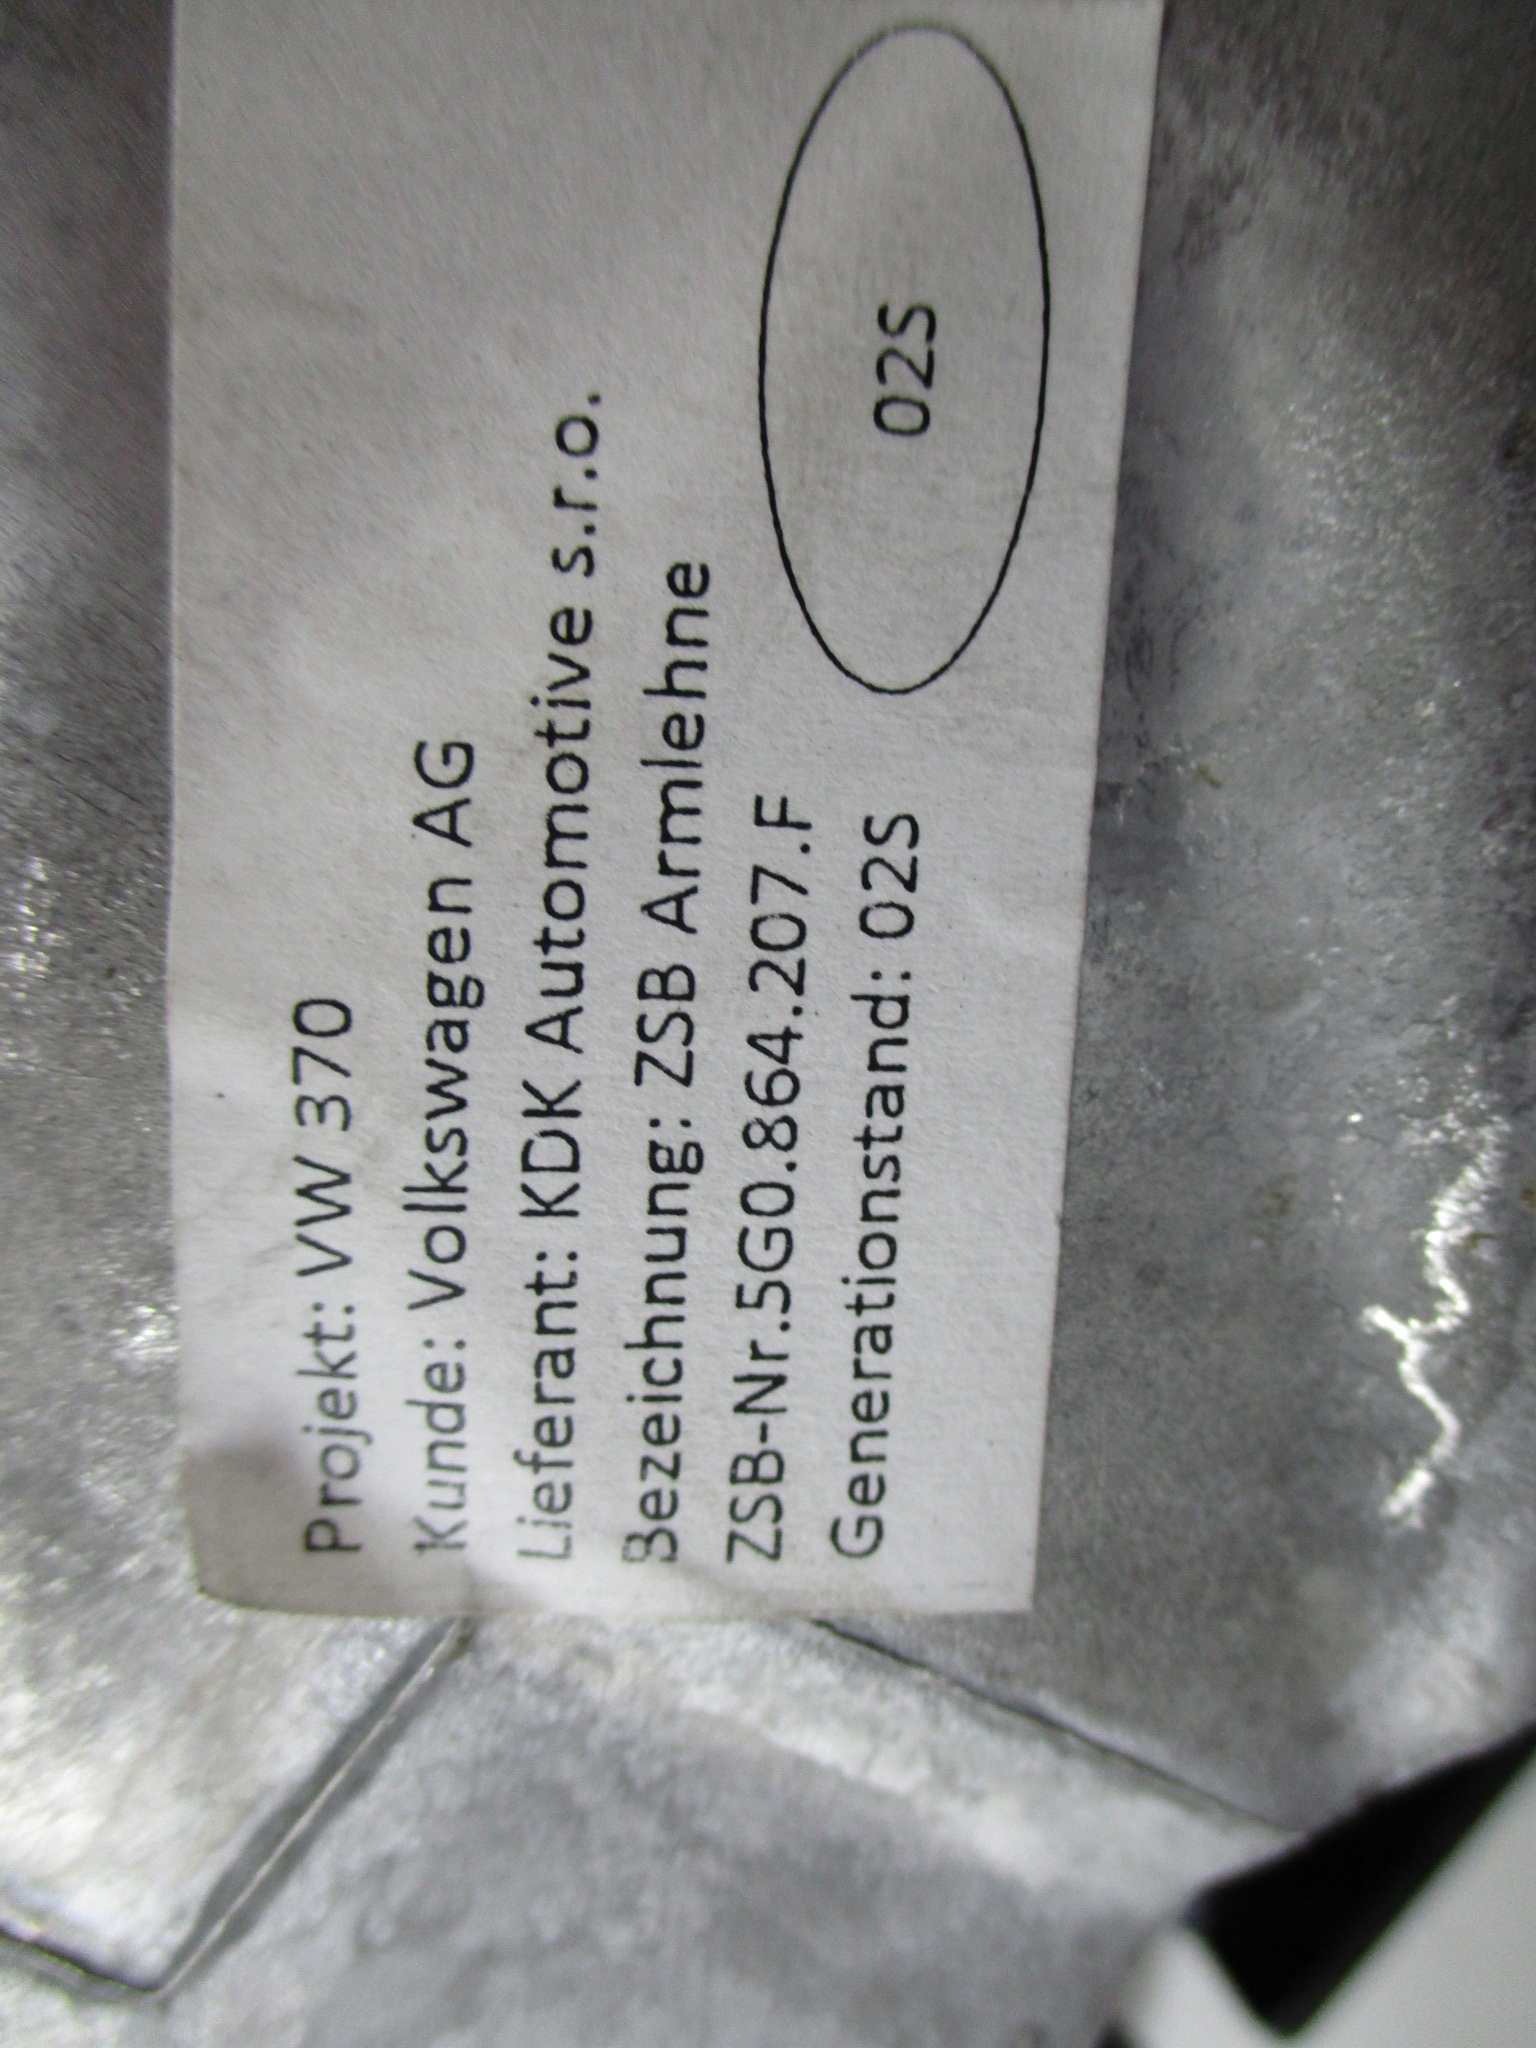 Projekt: VW 370
Kunde: Volkswagen AG
Lieferant: KDK Automotive s.r.o.
Bezeichnung: ZSB Armlehne
ZSB-Nr.5G0.864.207.F
Generationstand: 02S
02S